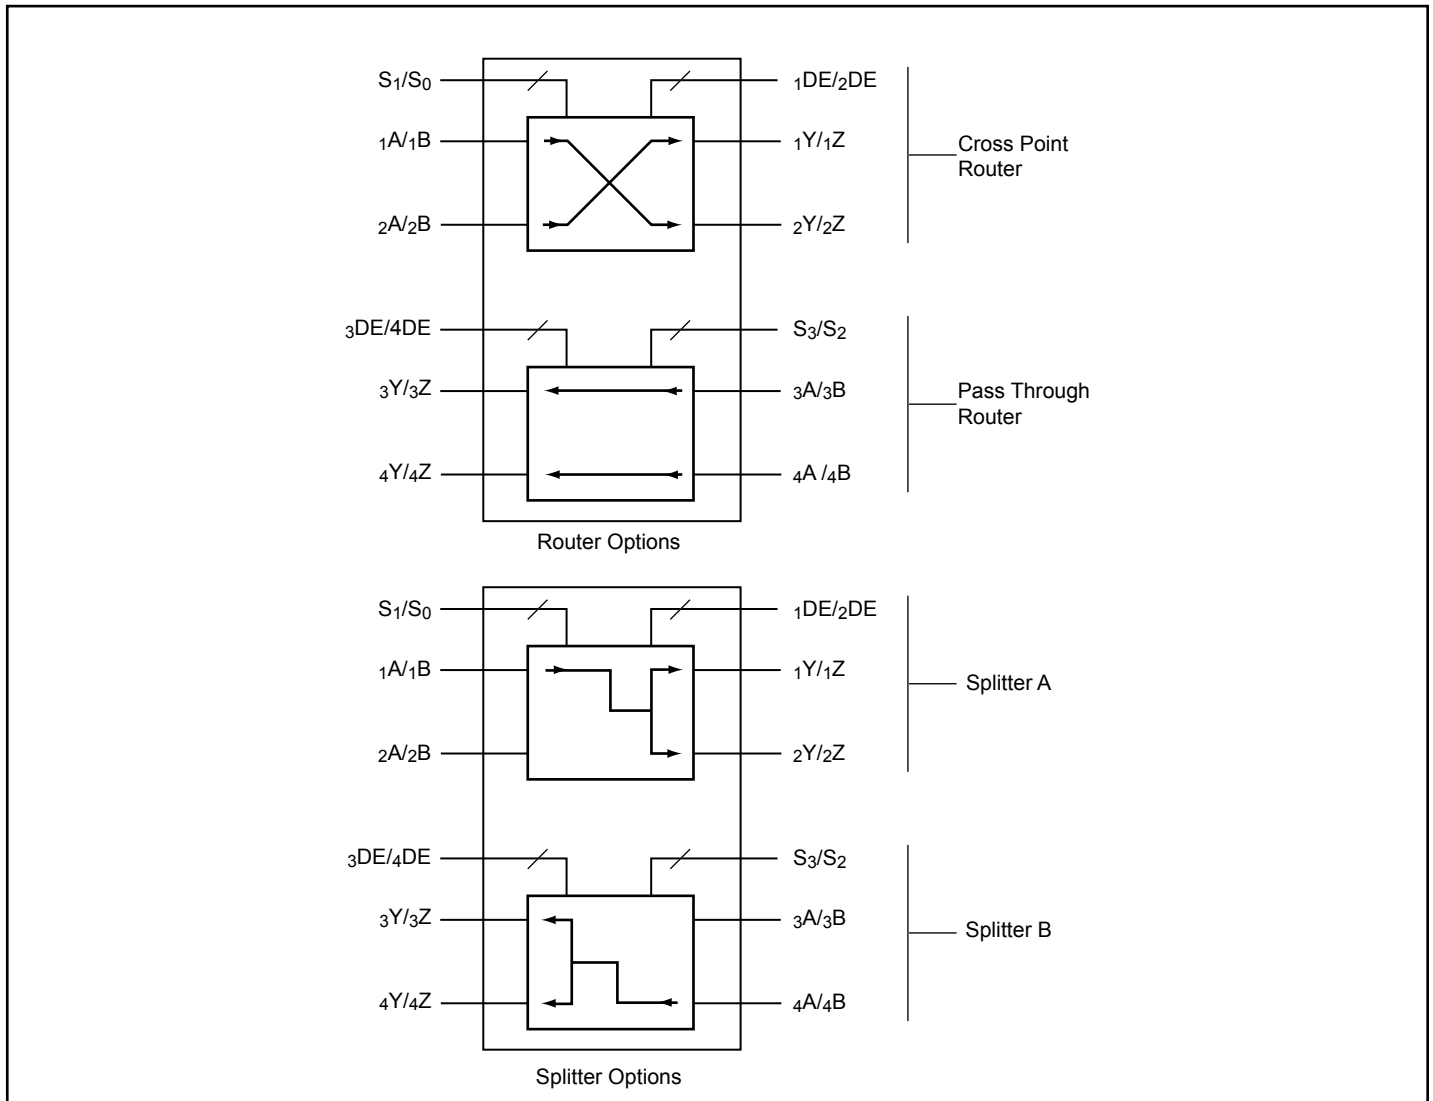 S1/S0 1DE/2DE
1A/1B 1Y/1Z
Cross Point
Router
2A/2B 2Y/2Z
3DE/4DE S3/S2
3Y/3Z 3A/3B
Pass Through
Router
4Y/4Z 4A /4B
Router Options
S1/S0 1DE/2DE
1A/1B 1Y/1Z
Splitter A
2A/2B 2Y/2Z
3DE/4DE S3/S2
3Y/3Z 3A/3B
Splitter B
4Y/4Z 4A/4B
Splitter Options